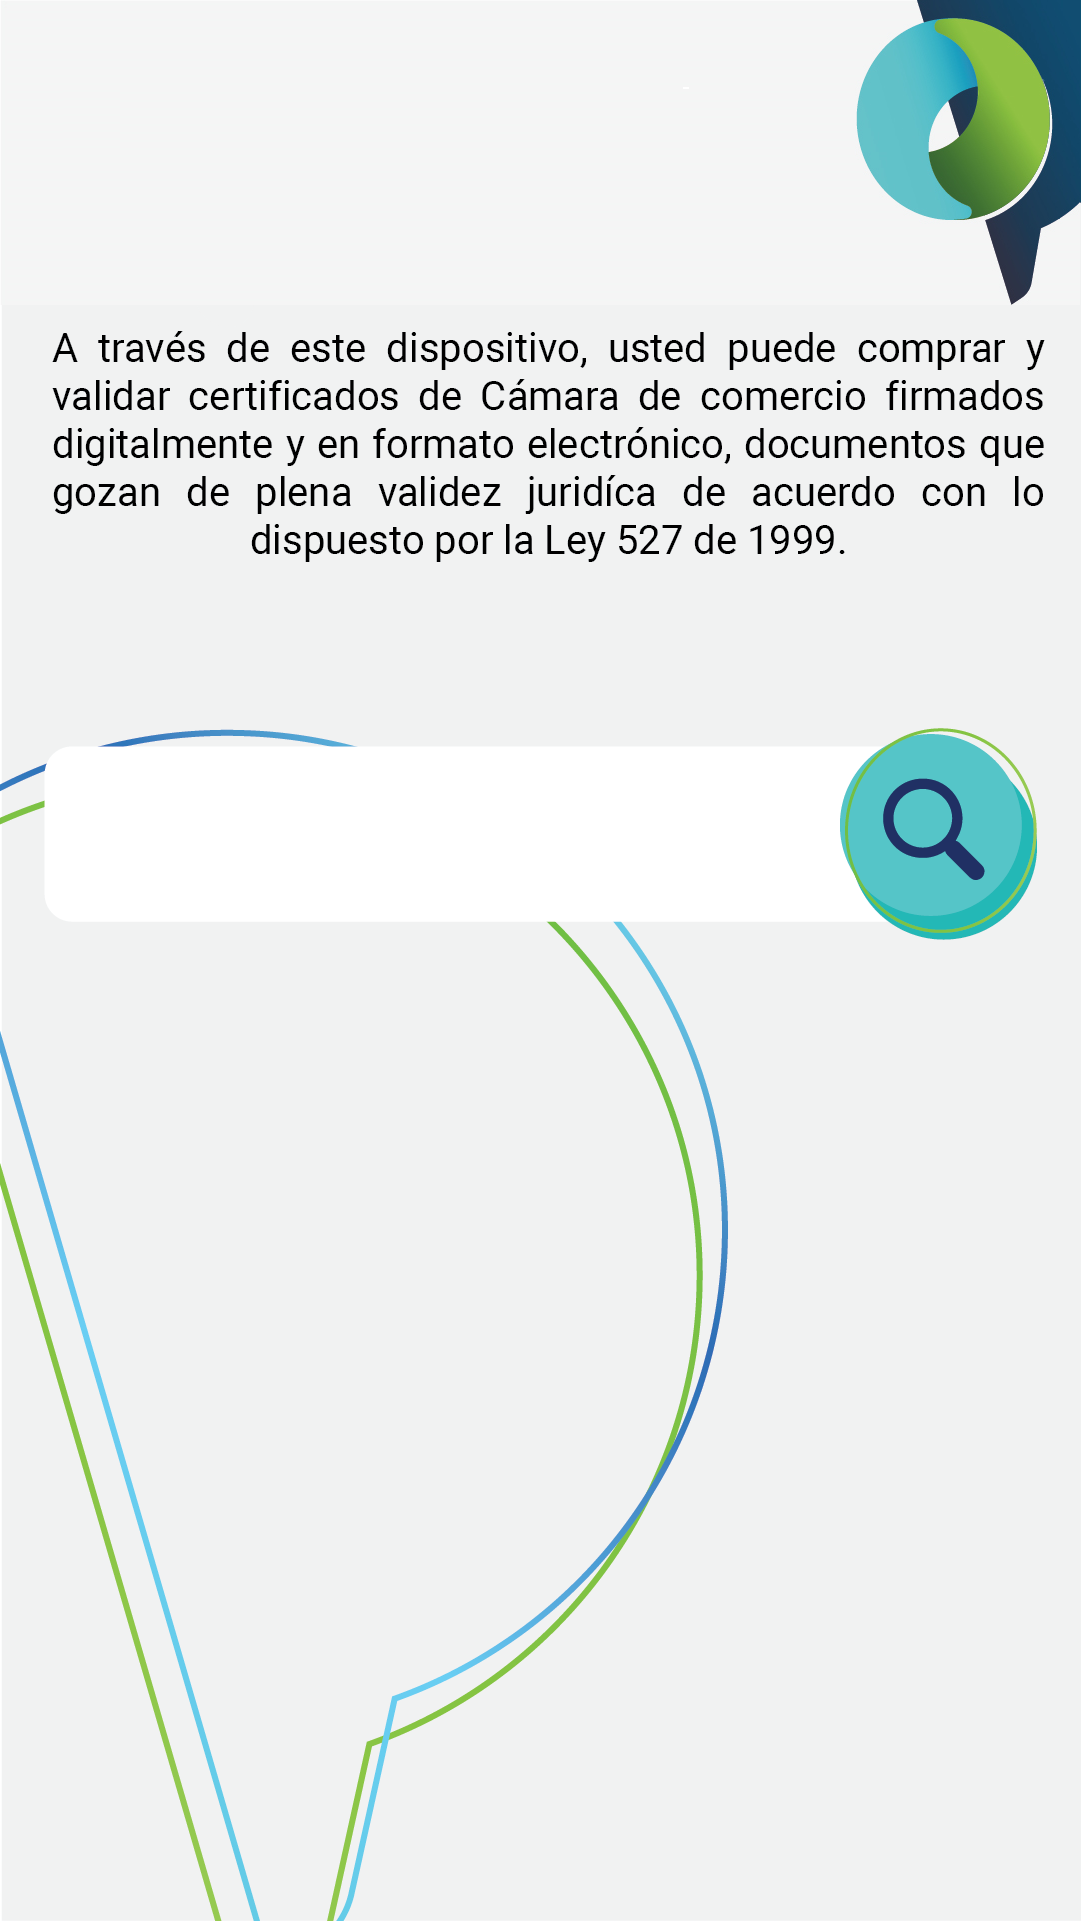 A través de este dispositivo, usted puede comprar y
validar certificados de Cámara de comercio firmados
digitalmente y en formato electrónico, documentos que
gozan de plena validez juridíca de acuerdo con lo
dispuesto por la Ley 527 de 1999.